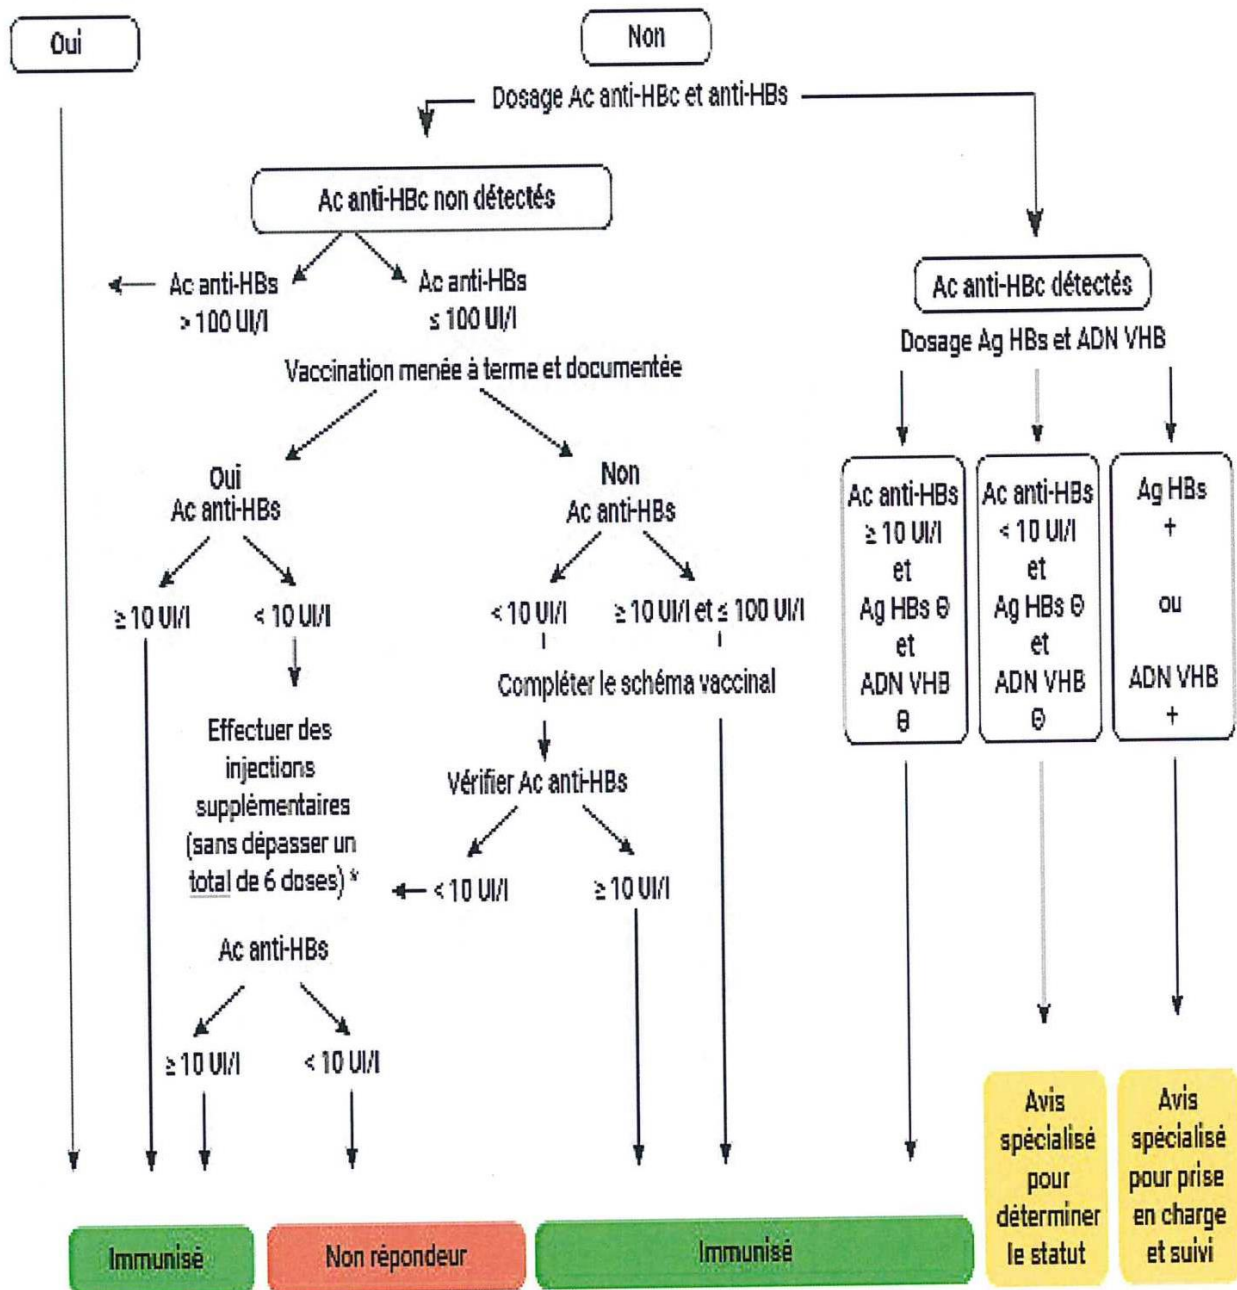 Oui
Non
Dosage Ac anti-HBc et anti-HBs
Ac anti-HBc non détectés
Ac anti-HBs
> 100 UI/l
Ac anti-HBs
≤ 100 UI/l
Ac anti-HBc détectés
Dosage Ag HBs et ADN VHB
Vaccination menée à terme et documentée
Oui
Ac anti-HBs
Non
Ac anti-HBs
≥ 10 UI/l
< 10 UI/l
< 10 UI/l
≥ 10 UI/l et ≤ 100 UI/l
Compléter le schéma vaccinal
Effectuer des
injections
supplémentaires
(sans dépasser un
total de 6 doses) *
Vérifier Ac anti-HBs
< 10 UI/l
≥ 10 UI/l
Ac anti-HBs
≥ 10 UI/l
< 10 UI/l
Ac anti-HBs
≥ 10 UI/l
et
Ag HBs ⊖
et
ADN VHB
⊖
Ac anti-HBs
< 10 UI/l
et
Ag HBs ⊖
et
ADN VHB
⊖
Ag HBs
+
ou
ADN VHB
+
Immunisé
Non répondeur
Immunisé
Avis
spécialisé
pour
déterminer
le statut
Avis
spécialisé
pour prise
en charge
et suivi